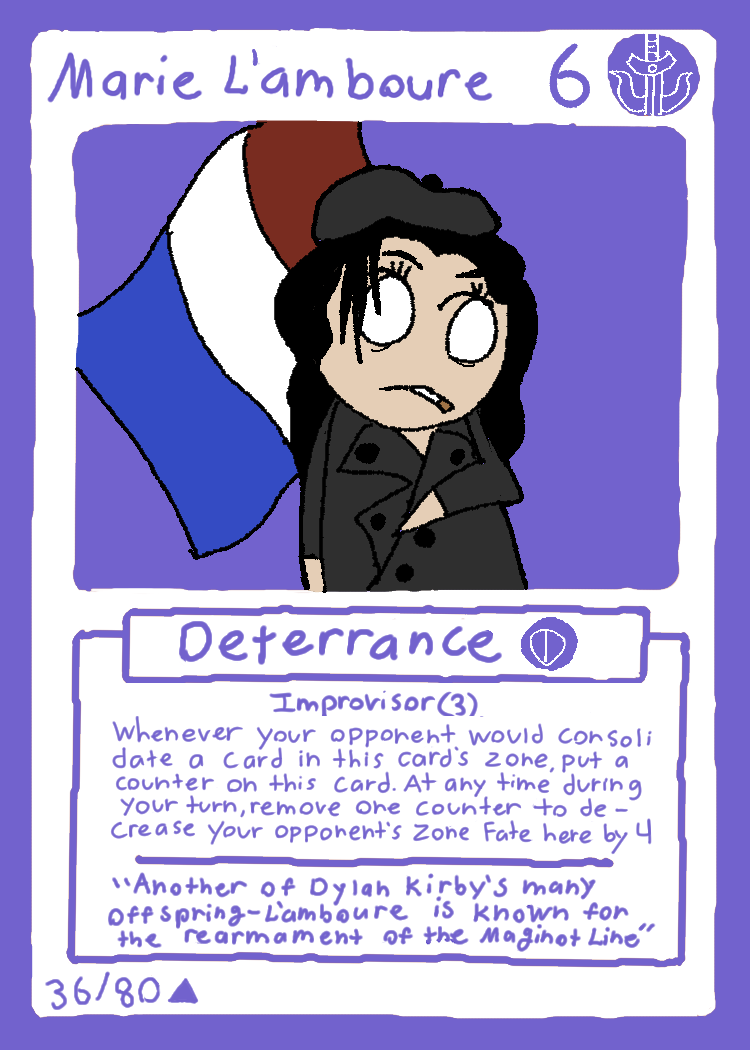 Marie L'amboure 6
Deterrance
Improvisor(3)
Whenever your opponent would consoli
date a card in this card's zone, put a
counter on this card. At any time during
your turn, remove one counter to de-
crease your opponent's zone Fate here by 4
"Another of Dylan Kirby's many
offspring-L'amboure is known for
the rearmament of the Maginot Line"
36/80